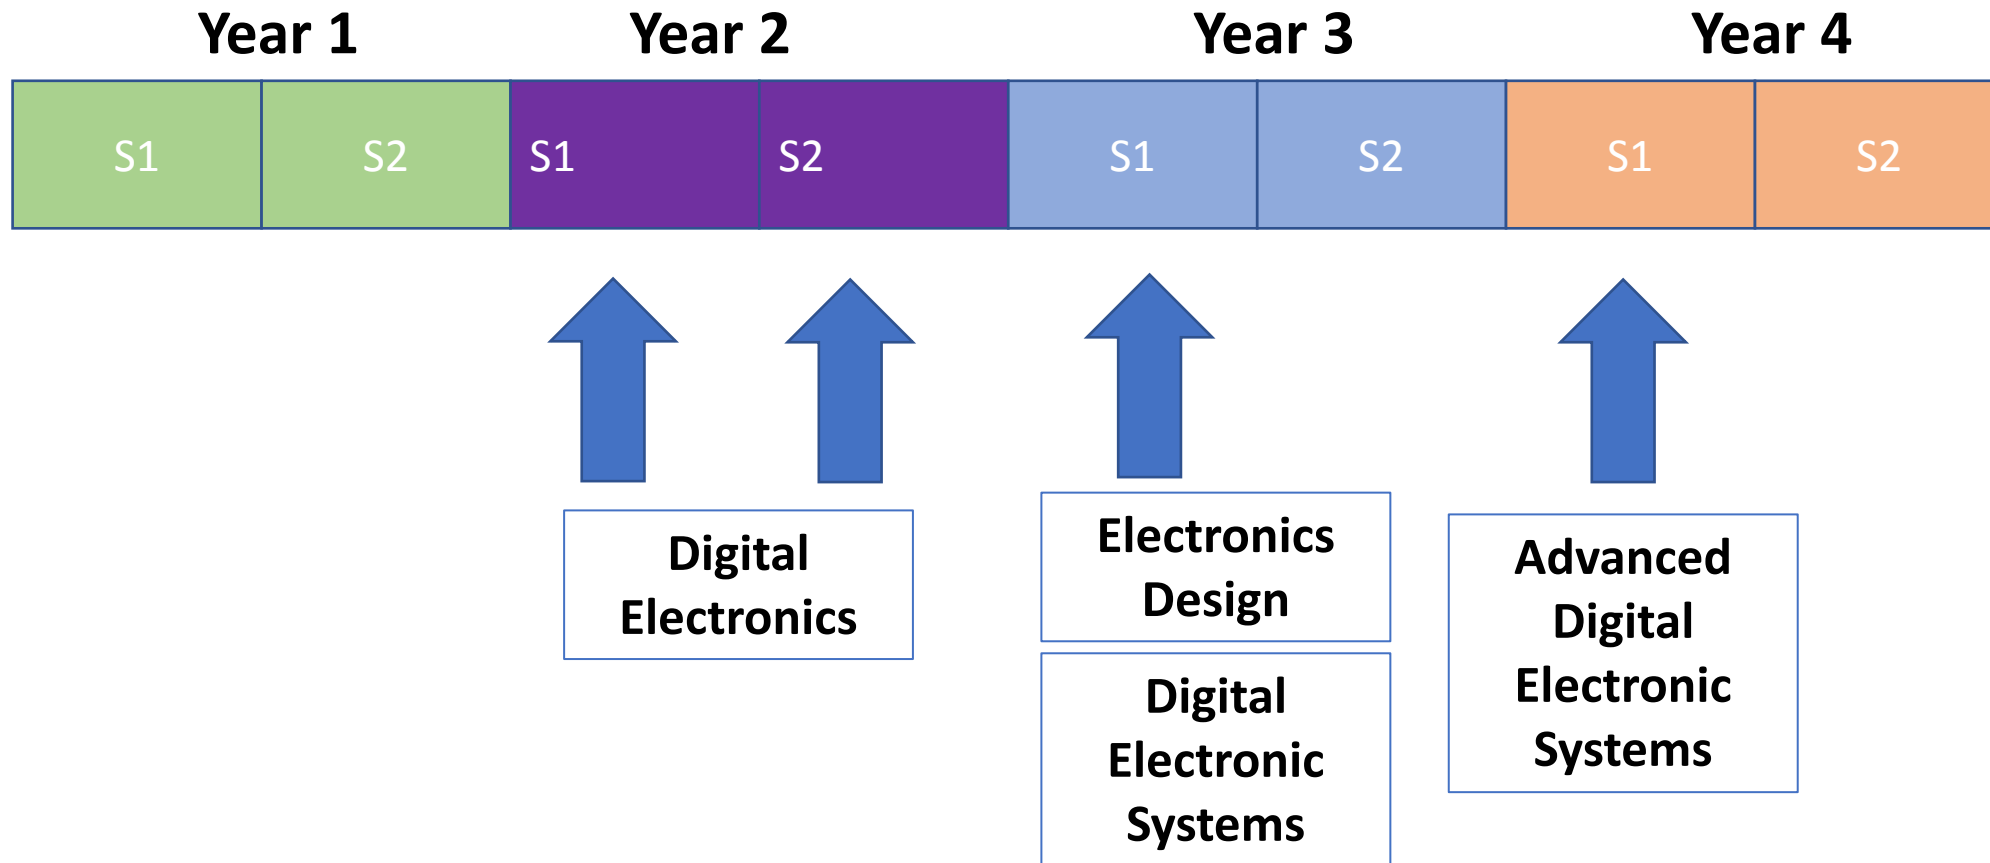 Year 1 Year 2 Year 3 Year 4
S1 S2 S1 S2 S1 S2 S1 S2
Digital
Electronics
Electronics
Design
Digital
Electronic
Systems
Advanced
Digital
Electronic
Systems